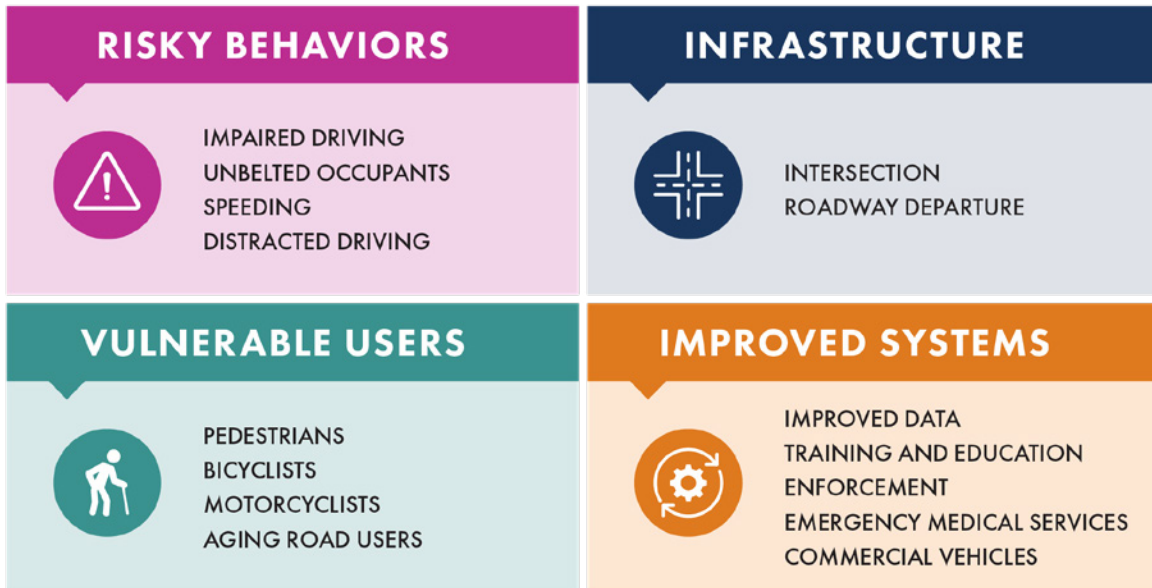 RISKY BEHAVIORS
IMPAIRED DRIVING
UNBELTED OCCUPANTS
SPEEDING
DISTRACTED DRIVING
INFRASTRUCTURE
INTERSECTION
ROADWAY DEPARTURE
VULNERABLE USERS
PEDESTRIANS
BICYCLISTS
MOTORCYCLISTS
AGING ROAD USERS
IMPROVED SYSTEMS
IMPROVED DATA
TRAINING AND EDUCATION
ENFORCEMENT
EMERGENCY MEDICAL SERVICES
COMMERCIAL VEHICLES